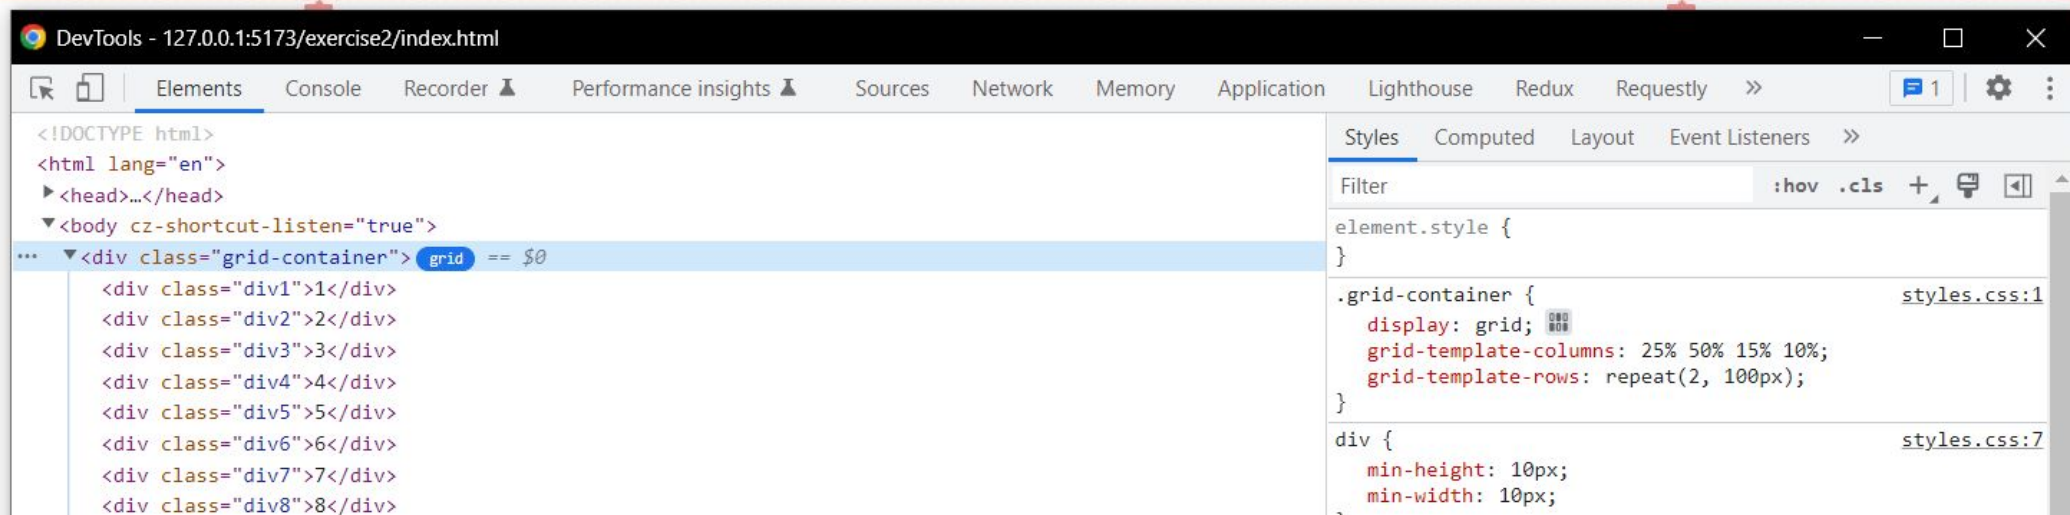 DevTools - 127.0.0.1:5173/exercise2/index.html
Elements Console Recorder Performance insights Sources Network Memory Application Lighthouse Redux Requestly » 1
<!DOCTYPE html>
<html lang="en">
<head>…</head>
<body cz-shortcut-listen="true">
<div class="grid-container"> grid == $0
<div class="div1">1</div>
<div class="div2">2</div>
<div class="div3">3</div>
<div class="div4">4</div>
<div class="div5">5</div>
<div class="div6">6</div>
<div class="div7">7</div>
<div class="div8">8</div>
Styles Computed Layout Event Listeners »
Filter :hov .cls +
element.style {
}
.grid-container { styles.css:1
display: grid;
grid-template-columns: 25% 50% 15% 10%;
grid-template-rows: repeat(2, 100px);
}
div { styles.css:7
min-height: 10px;
min-width: 10px;